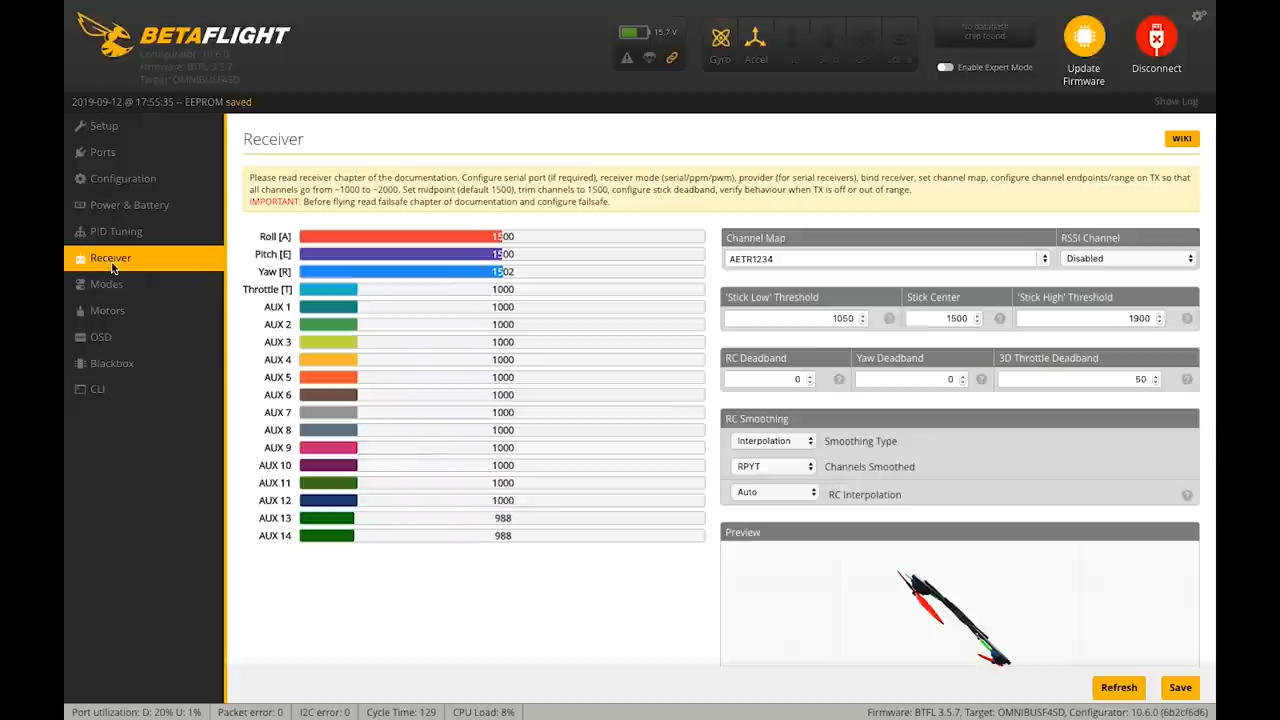 BETAFLIGHT
Configurator: 10.6.0
Firmware: BTFL 3.5.7
Target: OMNIBUSF4SD
15.7 V
Gyro
Accel
No dataflash
chip found
Enable Expert Mode
Update
Firmware
Disconnect
2019-09-12 @ 17:55:35 -- EEPROM saved
Show Log
Setup
Ports
Configuration
Power & Battery
PID Tuning
Receiver
Modes
Motors
OSD
Blackbox
CLI
Receiver
WIKI
Please read receiver chapter of the documentation. Configure serial port (if required), receiver mode (serial/ppm/pwm), provider (for serial receivers), bind receiver, set channel map, configure channel endpoints/range on TX so that
all channels go from ~1000 to ~2000. Set midpoint (default 1500), trim channels to 1500, configure stick deadband, verify behaviour when TX is off or out of range.
IMPORTANT: Before flying read failsafe chapter of documentation and configure failsafe.
Roll [A] 1500
Pitch [E] 1500
Yaw [R] 1502
Throttle [T] 1000
AUX 1 1000
AUX 2 1000
AUX 3 1000
AUX 4 1000
AUX 5 1000
AUX 6 1000
AUX 7 1000
AUX 8 1000
AUX 9 1000
AUX 10 1000
AUX 11 1000
AUX 12 1000
AUX 13 988
AUX 14 988
Channel Map RSSI Channel
AETR1234 Disabled
'Stick Low' Threshold Stick Center 'Stick High' Threshold
1050 1500 1900
RC Deadband Yaw Deadband 3D Throttle Deadband
0 0 50
RC Smoothing
Interpolation Smoothing Type
RPYT Channels Smoothed
Auto RC Interpolation
Preview
Refresh Save
Port utilization: D: 20% U: 1% Packet error: 0 I2C error: 0 Cycle Time: 129 CPU Load: 8% Firmware: BTFL 3.5.7, Target: OMNIBUSF4SD, Configurator: 10.6.0 (6b2cf6d6)